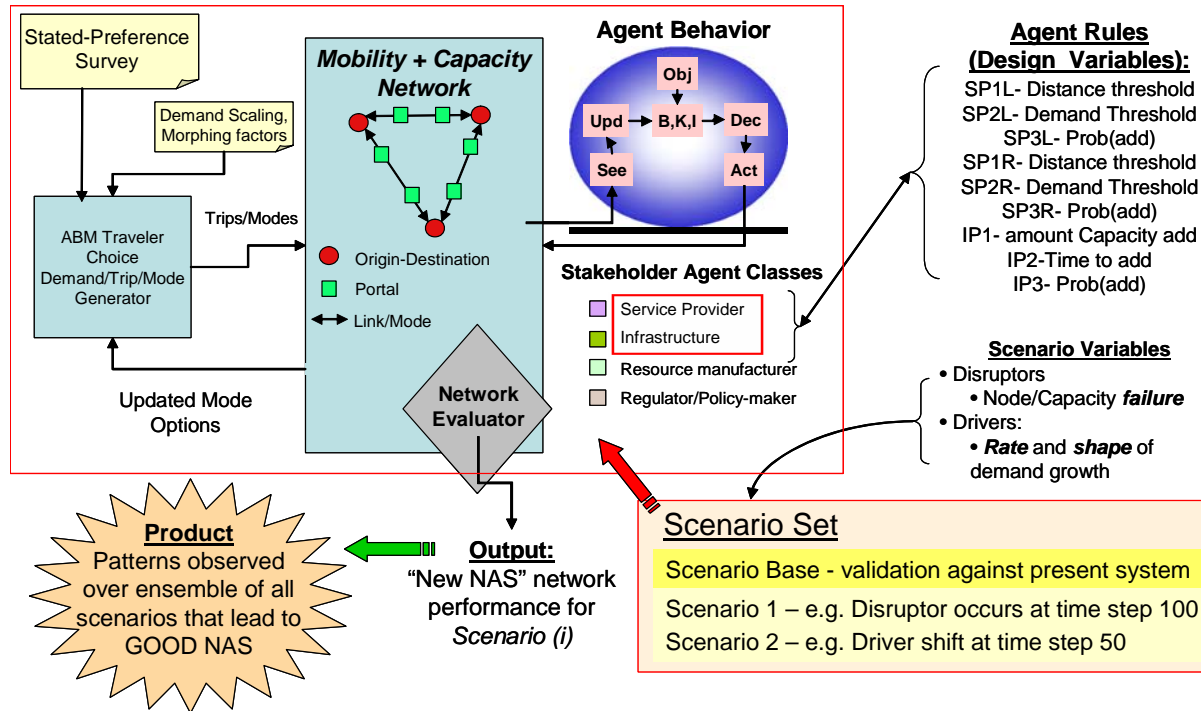 Stated-Preference
Survey
Demand Scaling,
Morphing factors
ABM Traveler
Choice
Demand/Trip/Mode
Generator
Trips/Modes
Updated Mode
Options
Mobility + Capacity
Network
Origin-Destination
Portal
Link/Mode
Network
Evaluator
Agent Behavior
Obj
Upd
B,K,I
Dec
See
Act
Stakeholder Agent Classes
Service Provider
Infrastructure
Resource manufacturer
Regulator/Policy-maker
Agent Rules
(Design Variables):
SP1L- Distance threshold
SP2L- Demand Threshold
SP3L- Prob(add)
SP1R- Distance threshold
SP2R- Demand Threshold
SP3R- Prob(add)
IP1- amount Capacity add
IP2-Time to add
IP3- Prob(add)
Scenario Variables
• Disruptors
• Node/Capacity failure
• Drivers:
• Rate and shape of
demand growth
Scenario Set
Scenario Base - validation against present system
Scenario 1 – e.g. Disruptor occurs at time step 100
Scenario 2 – e.g. Driver shift at time step 50
Output:
“New NAS” network
performance for
Scenario (i)
Product
Patterns observed
over ensemble of all
scenarios that lead to
GOOD NAS